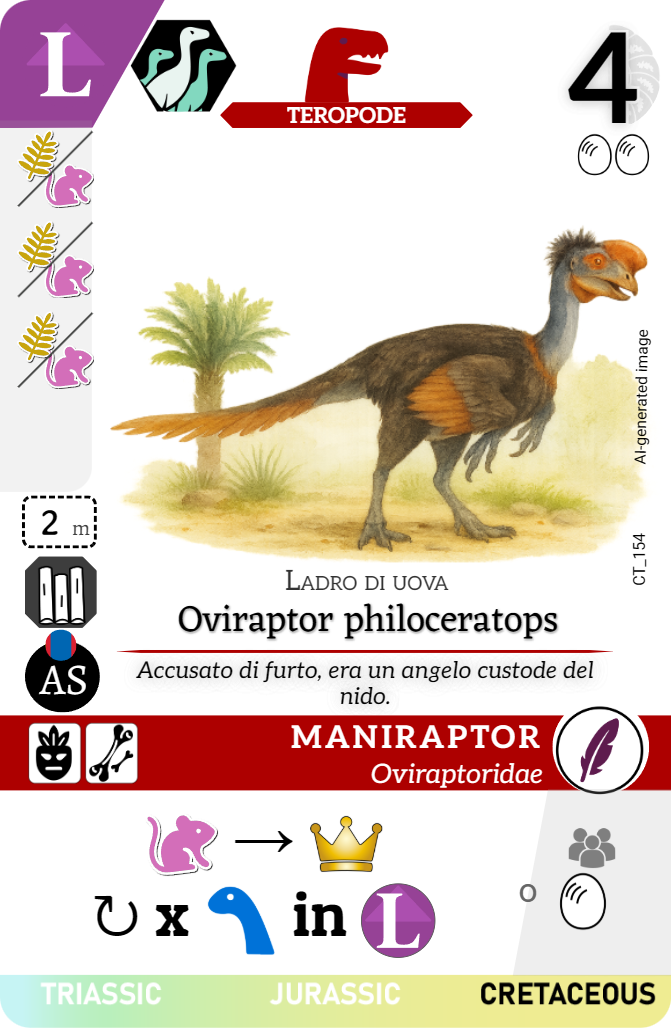 L
TEROPODE
4
AI-generated image
CT_154
2 m
AS
Ladro di uova
Oviraptor philoceratops
Accusato di furto, era un angelo custode del
nido.
MANIRAPTOR
Oviraptoridae
x in L
o
TRIASSIC JURASSIC CRETACEOUS